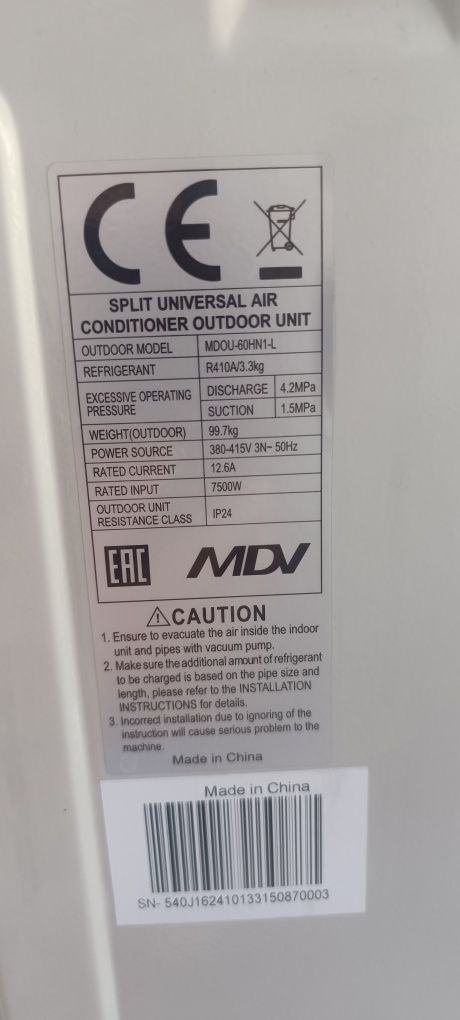 CE
SPLIT UNIVERSAL AIR
CONDITIONER OUTDOOR UNIT
OUTDOOR MODEL MDOU-60HN1-L
REFRIGERANT R410A/3.3kg
EXCESSIVE OPERATING PRESSURE DISCHARGE 4.2MPa
SUCTION 1.5MPa
WEIGHT(OUTDOOR) 99.7kg
POWER SOURCE 380-415V 3N~ 50Hz
RATED CURRENT 12.6A
RATED INPUT 7500W
OUTDOOR UNIT
RESISTANCE CLASS IP24
EAC MDV
⚠CAUTION
1. Ensure to evacuate the air inside the indoor
unit and pipes with vacuum pump.
2. Make sure the additional amount of refrigerant
to be charged is based on the pipe size and
length, please refer to the INSTALLATION
INSTRUCTIONS for details.
3. Incorrect installation due to ignoring of the
instruction will cause serious problem to the
machine.
Made in China
Made in China
SN- 540J162410133150870003